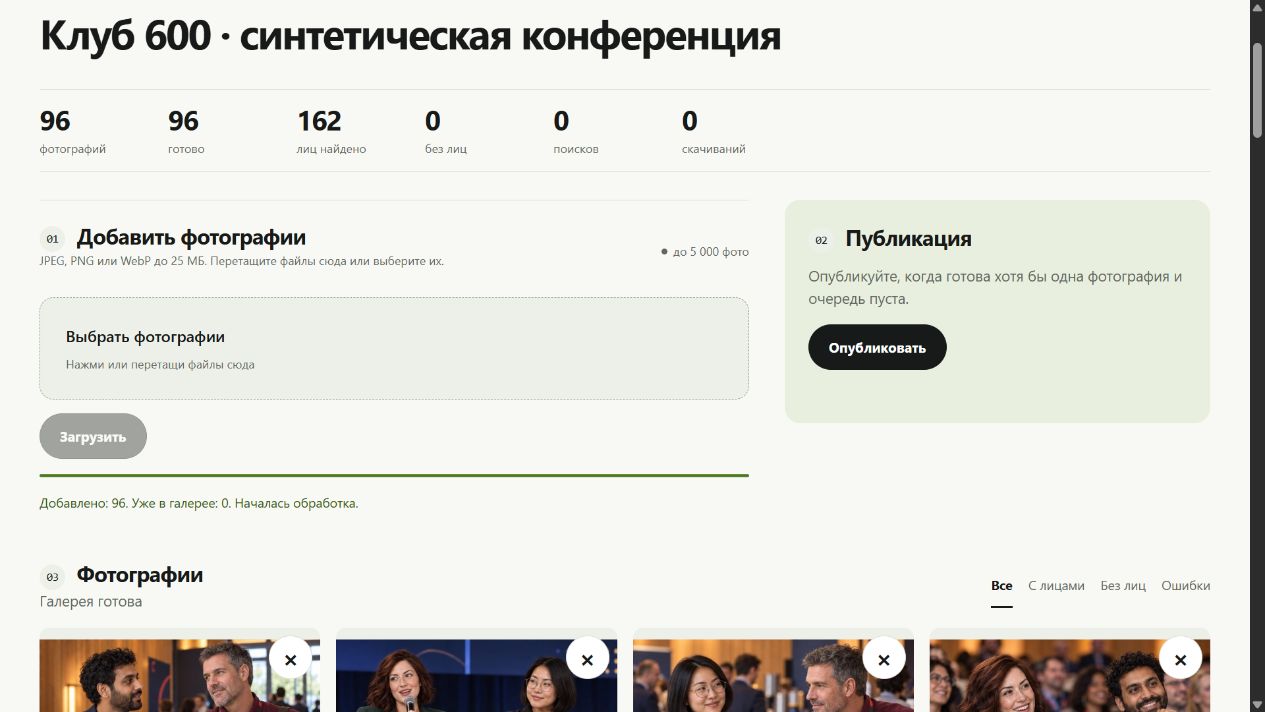 Клуб 600 · синтетическая конференция
96
фотографий
96
готово
162
лиц найдено
0
без лиц
0
поисков
0
скачиваний
01 Добавить фотографии
JPEG, PNG или WebP до 25 МБ. Перетащите файлы сюда или выберите их.
• до 5 000 фото
Выбрать фотографии
Нажми или перетащи файлы сюда
Загрузить
Добавлено: 96. Уже в галерее: 0. Началась обработка.
02 Публикация
Опубликуйте, когда готова хотя бы одна фотография и
очередь пуста.
Опубликовать
03 Фотографии
Галерея готова
Все С лицами Без лиц Ошибки